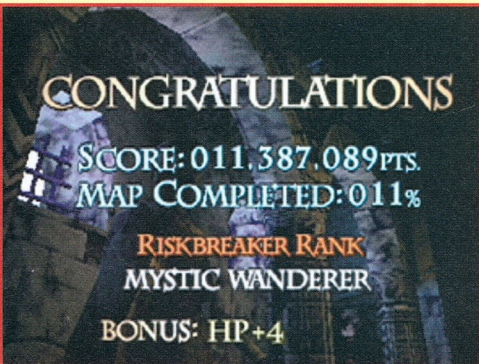 CONGRATULATIONS
SCORE: 011.387.089PTS.
MAP COMPLETED: 011%
RISKBREAKER RANK
MYSTIC WANDERER
BONUS: HP+4